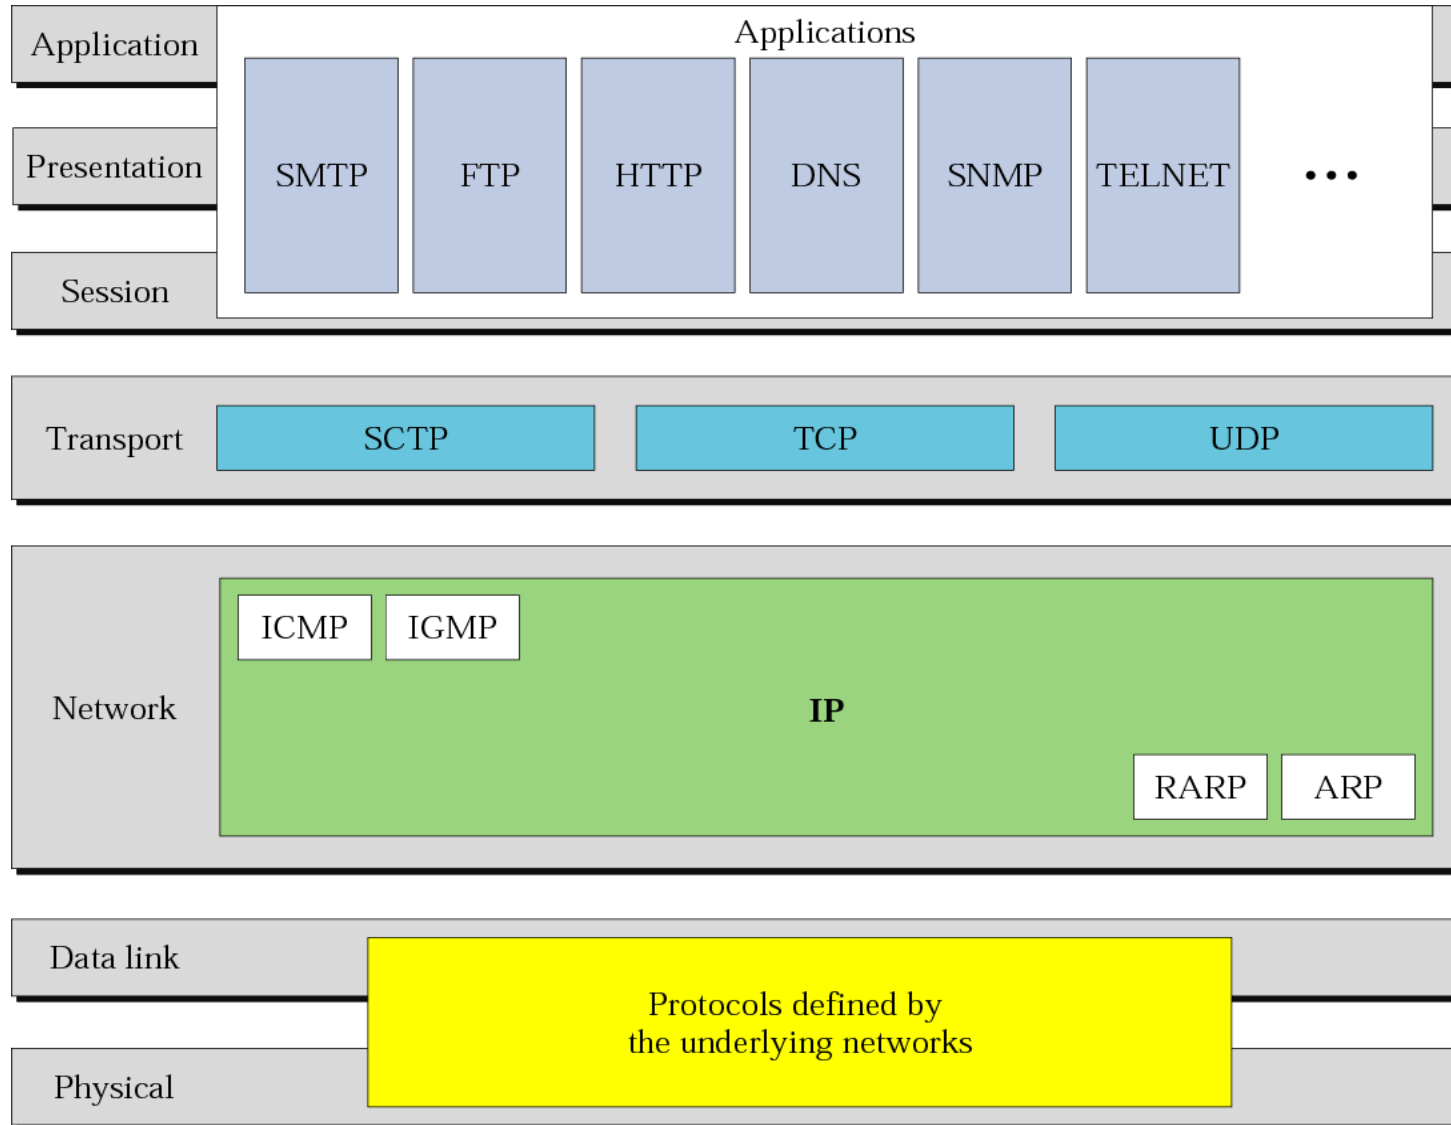 Application
Applications
Presentation
SMTP
FTP
HTTP
DNS
SNMP
TELNET
...
Session
Transport
SCTP
TCP
UDP
Network
ICMP
IGMP
IP
RARP
ARP
Data link
Protocols defined by
the underlying networks
Physical